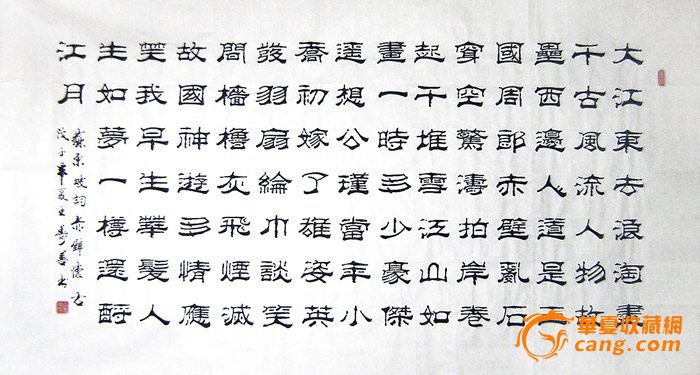 大江東去浪淘盡
千古風流人物故
壘西邊人道是三
國周郎赤壁亂石
穿空驚濤拍岸卷
起千堆雪江山如
畫一時多少豪傑
遙想公瑾當年小
喬初嫁了雄姿英
發羽扇綸巾談笑
間檣櫓灰飛煙滅
故國神遊多情應
笑我早生華髮人
生如夢一樽還酹
江月
蘇東坡詞赤壁懷古
華夏收藏網
cang.com